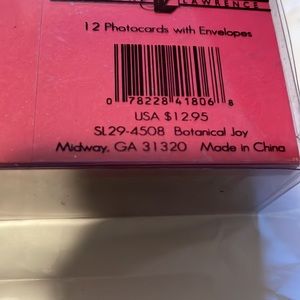 LAWRENCE
12 Photocards with Envelopes
0 78228 41806 8
USA $12.95
SL29-4508 Botanical Joy
Midway, GA 31320 Made in China